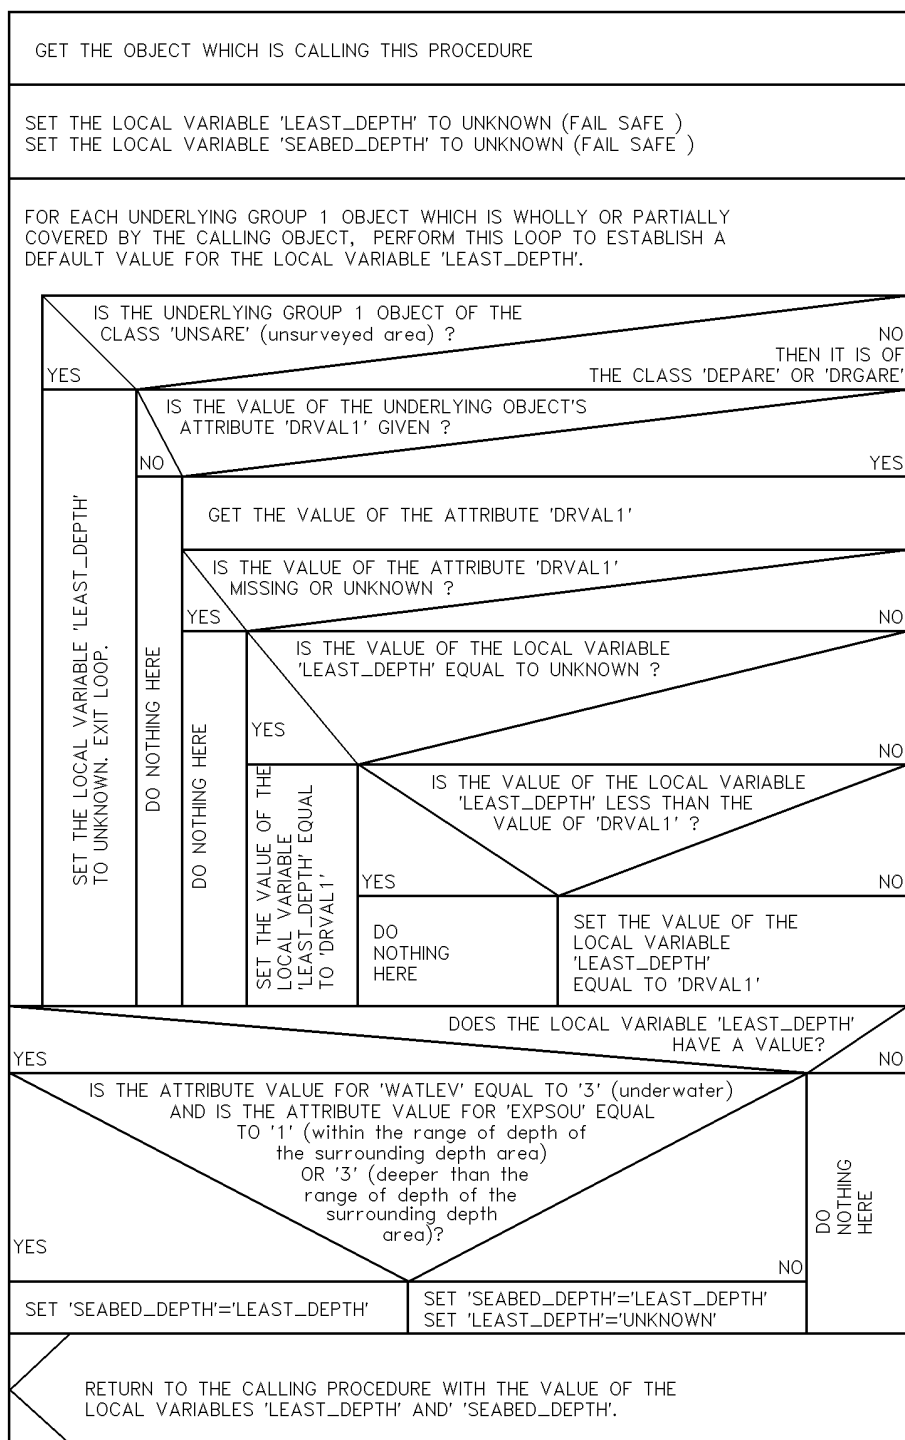 GET THE OBJECT WHICH IS CALLING THIS PROCEDURE
SET THE LOCAL VARIABLE 'LEAST_DEPTH' TO UNKNOWN (FAIL SAFE )
SET THE LOCAL VARIABLE 'SEABED_DEPTH' TO UNKNOWN (FAIL SAFE )
FOR EACH UNDERLYING GROUP 1 OBJECT WHICH IS WHOLLY OR PARTIALLY
COVERED BY THE CALLING OBJECT, PERFORM THIS LOOP TO ESTABLISH A
DEFAULT VALUE FOR THE LOCAL VARIABLE 'LEAST_DEPTH'.
IS THE UNDERLYING GROUP 1 OBJECT OF THE
CLASS 'UNSARE' (unsurveyed area) ?
YES
NO
THEN IT IS OF
THE CLASS 'DEPARE' OR 'DRGARE'
SET THE LOCAL VARIABLE 'LEAST_DEPTH'
TO UNKNOWN. EXIT LOOP.
IS THE VALUE OF THE UNDERLYING OBJECT'S
ATTRIBUTE 'DRVAL1' GIVEN ?
NO
YES
DO NOTHING HERE
GET THE VALUE OF THE ATTRIBUTE 'DRVAL1'
IS THE VALUE OF THE ATTRIBUTE 'DRVAL1'
MISSING OR UNKNOWN ?
YES
NO
DO NOTHING HERE
IS THE VALUE OF THE LOCAL VARIABLE
'LEAST_DEPTH' EQUAL TO UNKNOWN ?
YES
NO
SET THE VALUE OF THE
LOCAL VARIABLE
'LEAST_DEPTH' EQUAL
TO 'DRVAL1'
IS THE VALUE OF THE LOCAL VARIABLE
'LEAST_DEPTH' LESS THAN THE
VALUE OF 'DRVAL1' ?
YES
NO
DO
NOTHING
HERE
SET THE VALUE OF THE
LOCAL VARIABLE
'LEAST_DEPTH'
EQUAL TO 'DRVAL1'
DOES THE LOCAL VARIABLE 'LEAST_DEPTH'
HAVE A VALUE?
YES
NO
IS THE ATTRIBUTE VALUE FOR 'WATLEV' EQUAL TO '3' (underwater)
AND IS THE ATTRIBUTE VALUE FOR 'EXPSOU' EQUAL
TO '1' (within the range of depth of
the surrounding depth area)
OR '3' (deeper than the
range of depth of the
surrounding depth
area)?
YES
NO
DO
NOTHING
HERE
SET 'SEABED_DEPTH'='LEAST_DEPTH'
SET 'SEABED_DEPTH'='LEAST_DEPTH'
SET 'LEAST_DEPTH'='UNKNOWN'
RETURN TO THE CALLING PROCEDURE WITH THE VALUE OF THE
LOCAL VARIABLES 'LEAST_DEPTH' AND' 'SEABED_DEPTH'.